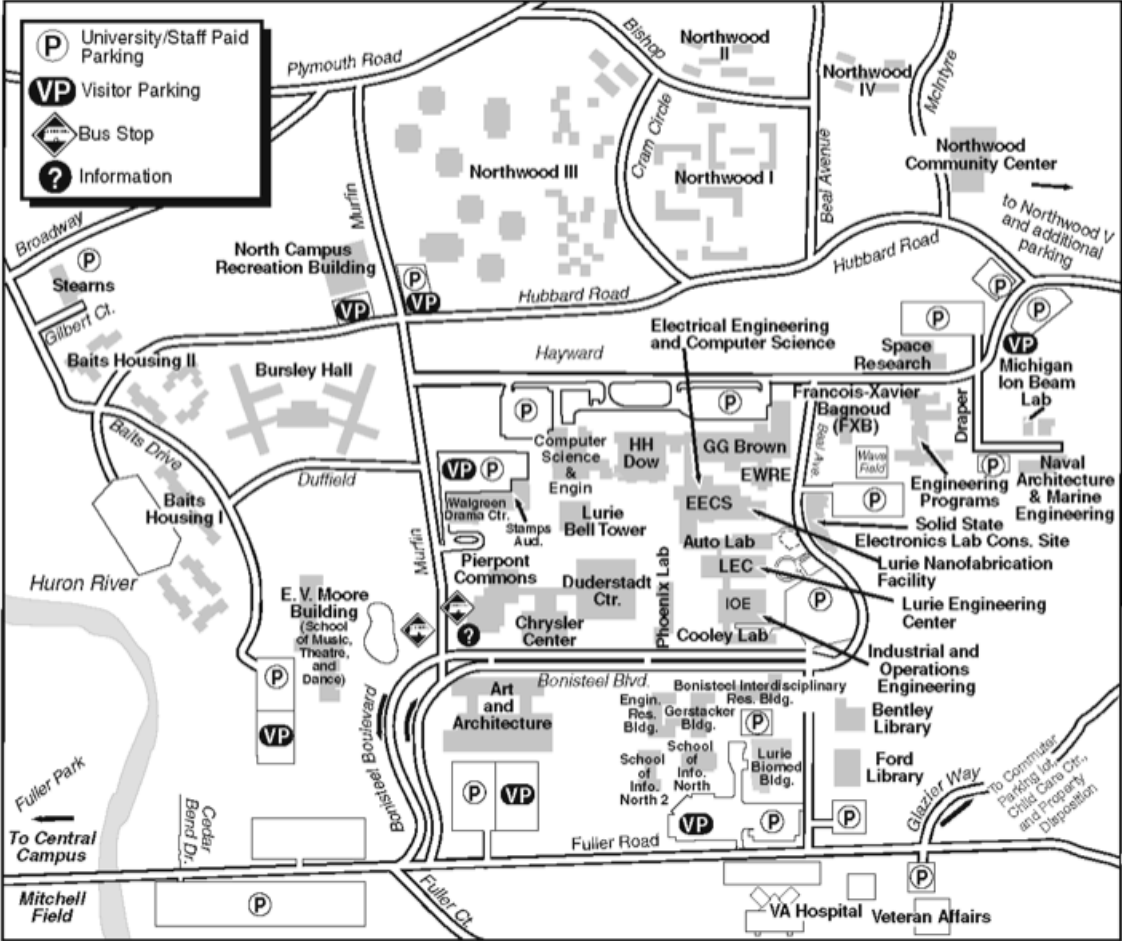 P University/Staff Paid
Parking
VP Visitor Parking
Bus Stop
? Information
Plymouth Road
Bishop
Northwood
II
Northwood
IV
McIntyre
Cram Circle
Northwood III
Northwood I
Beal Avenue
Northwood
Community Center
to Northwood V
and additional
parking
Murfin
Broadway
P
Stearns
Gilbert Ct.
North Campus
Recreation Building
P
VP
VP
Hubbard Road
Hubbard Road
P
P
P
VP
Electrical Engineering
and Computer Science
Hayward
Space
Research
Michigan
Ion Beam
Lab
Baits Housing II
Bursley Hall
Francois-Xavier
Bagnoud
(FXB)
Draper
P
P
Beal Ave.
Baits Drive
Computer
Science
&
Engin
HH
Dow
GG Brown
EWRE
Wave
Field
P
Naval
Architecture
& Marine
Engineering
Engineering
Programs
VP P
Duffield
Baits
Housing I
Walgreen
Drama Ctr.
Stamps
Aud.
Lurie
Bell Tower
EECS
P
Solid State
Electronics Lab Cons. Site
Auto Lab
Murfin
Pierpont
Commons
LEC
Lurie Nanofabrication
Facility
Huron River
E. V. Moore
Building
(School
of Music,
Theatre,
and
Dance)
Duderstadt
Ctr.
Phoenix Lab
IOE
P
Lurie Engineering
Center
?
Chrysler
Center
Cooley Lab
Industrial and
Operations
Engineering
P
VP
Bonisteel Blvd.
Bonisteel Boulevard
Art
and
Architecture
Bonisteel Interdisciplinary
Res. Bldg.
Engin.
Res.
Bldg.
Gerstacker
Bldg.
P
Bentley
Library
School
of
Info.
North 2
School
of
Info.
North
Lurie
Biomed
Bldg.
Ford
Library
P VP
VP
P
P
Glazier Way
To Commuter
Parking lot,
Child Care Ctr.,
and Property
Disposition
Fuller Park
To Central
Campus
Cedar
Bend Dr.
Fuller Road
Mitchell
Field
P
Fuller Ct.
VA Hospital
P
Veteran Affairs